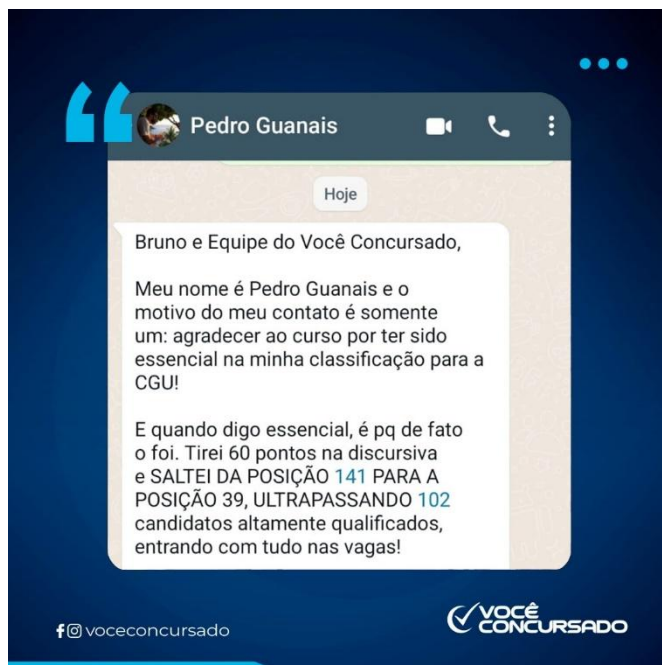 Pedro Guanais
Hoje
Bruno e Equipe do Você Concursado,
Meu nome é Pedro Guanais e o
motivo do meu contato é somente
um: agradecer ao curso por ter sido
essencial na minha classificação para a
CGU!
E quando digo essencial, é pq de fato
o foi. Tirei 60 pontos na discursiva
e SALTEI DA POSIÇÃO 141 PARA A
POSIÇÃO 39, ULTRAPASSANDO 102
candidatos altamente qualificados,
entrando com tudo nas vagas!
voceconcursado
VOCÊ
CONCURSADO